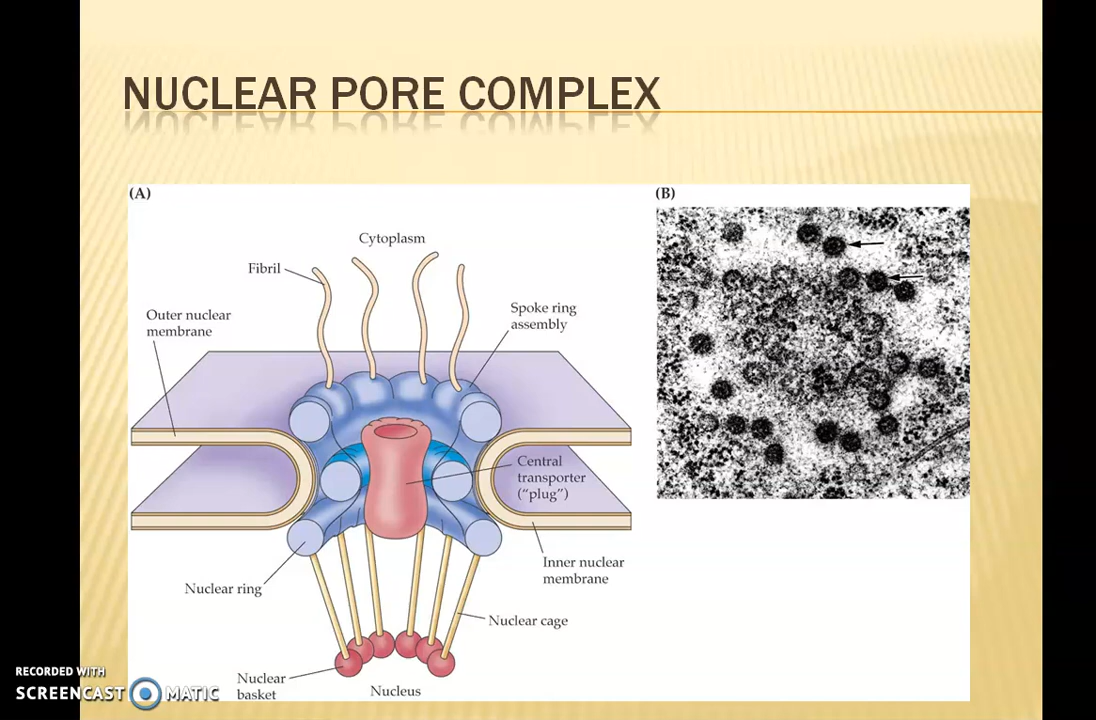 NUCLEAR PORE COMPLEX
(A)
(B)
Cytoplasm
Fibril
Outer nuclear
membrane
Spoke ring
assembly
Central
transporter
(“plug”)
Inner nuclear
membrane
Nuclear ring
Nuclear cage
Nuclear
basket
Nucleus
RECORDED WITH
SCREENCAST MATIC